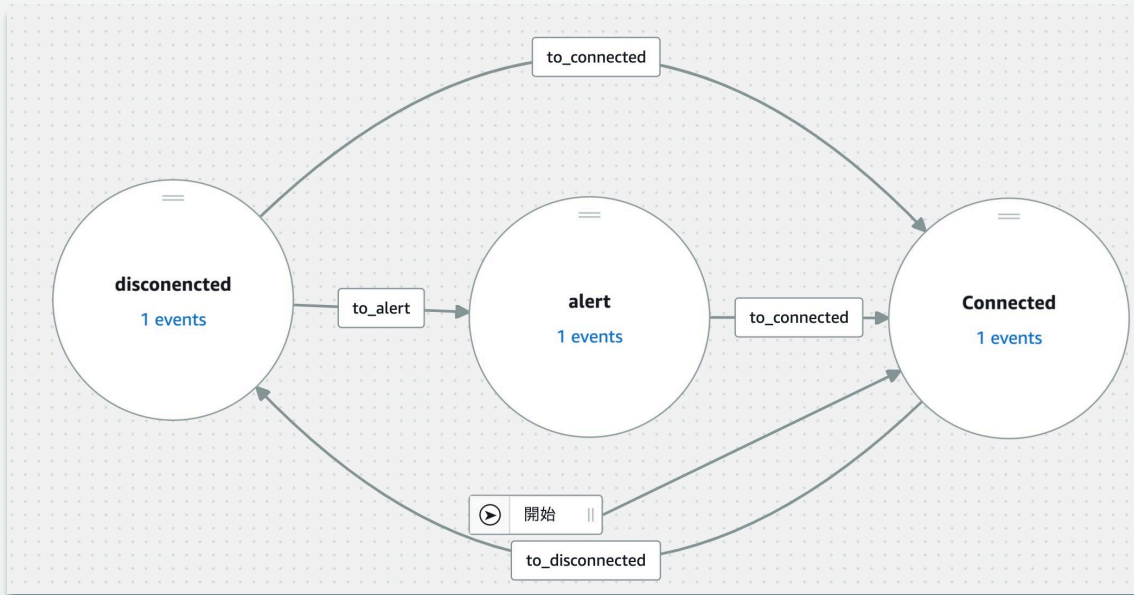 to_connected
disconencted
1 events
to_alert
alert
1 events
to_connected
Connected
1 events
開始
to_disconnected